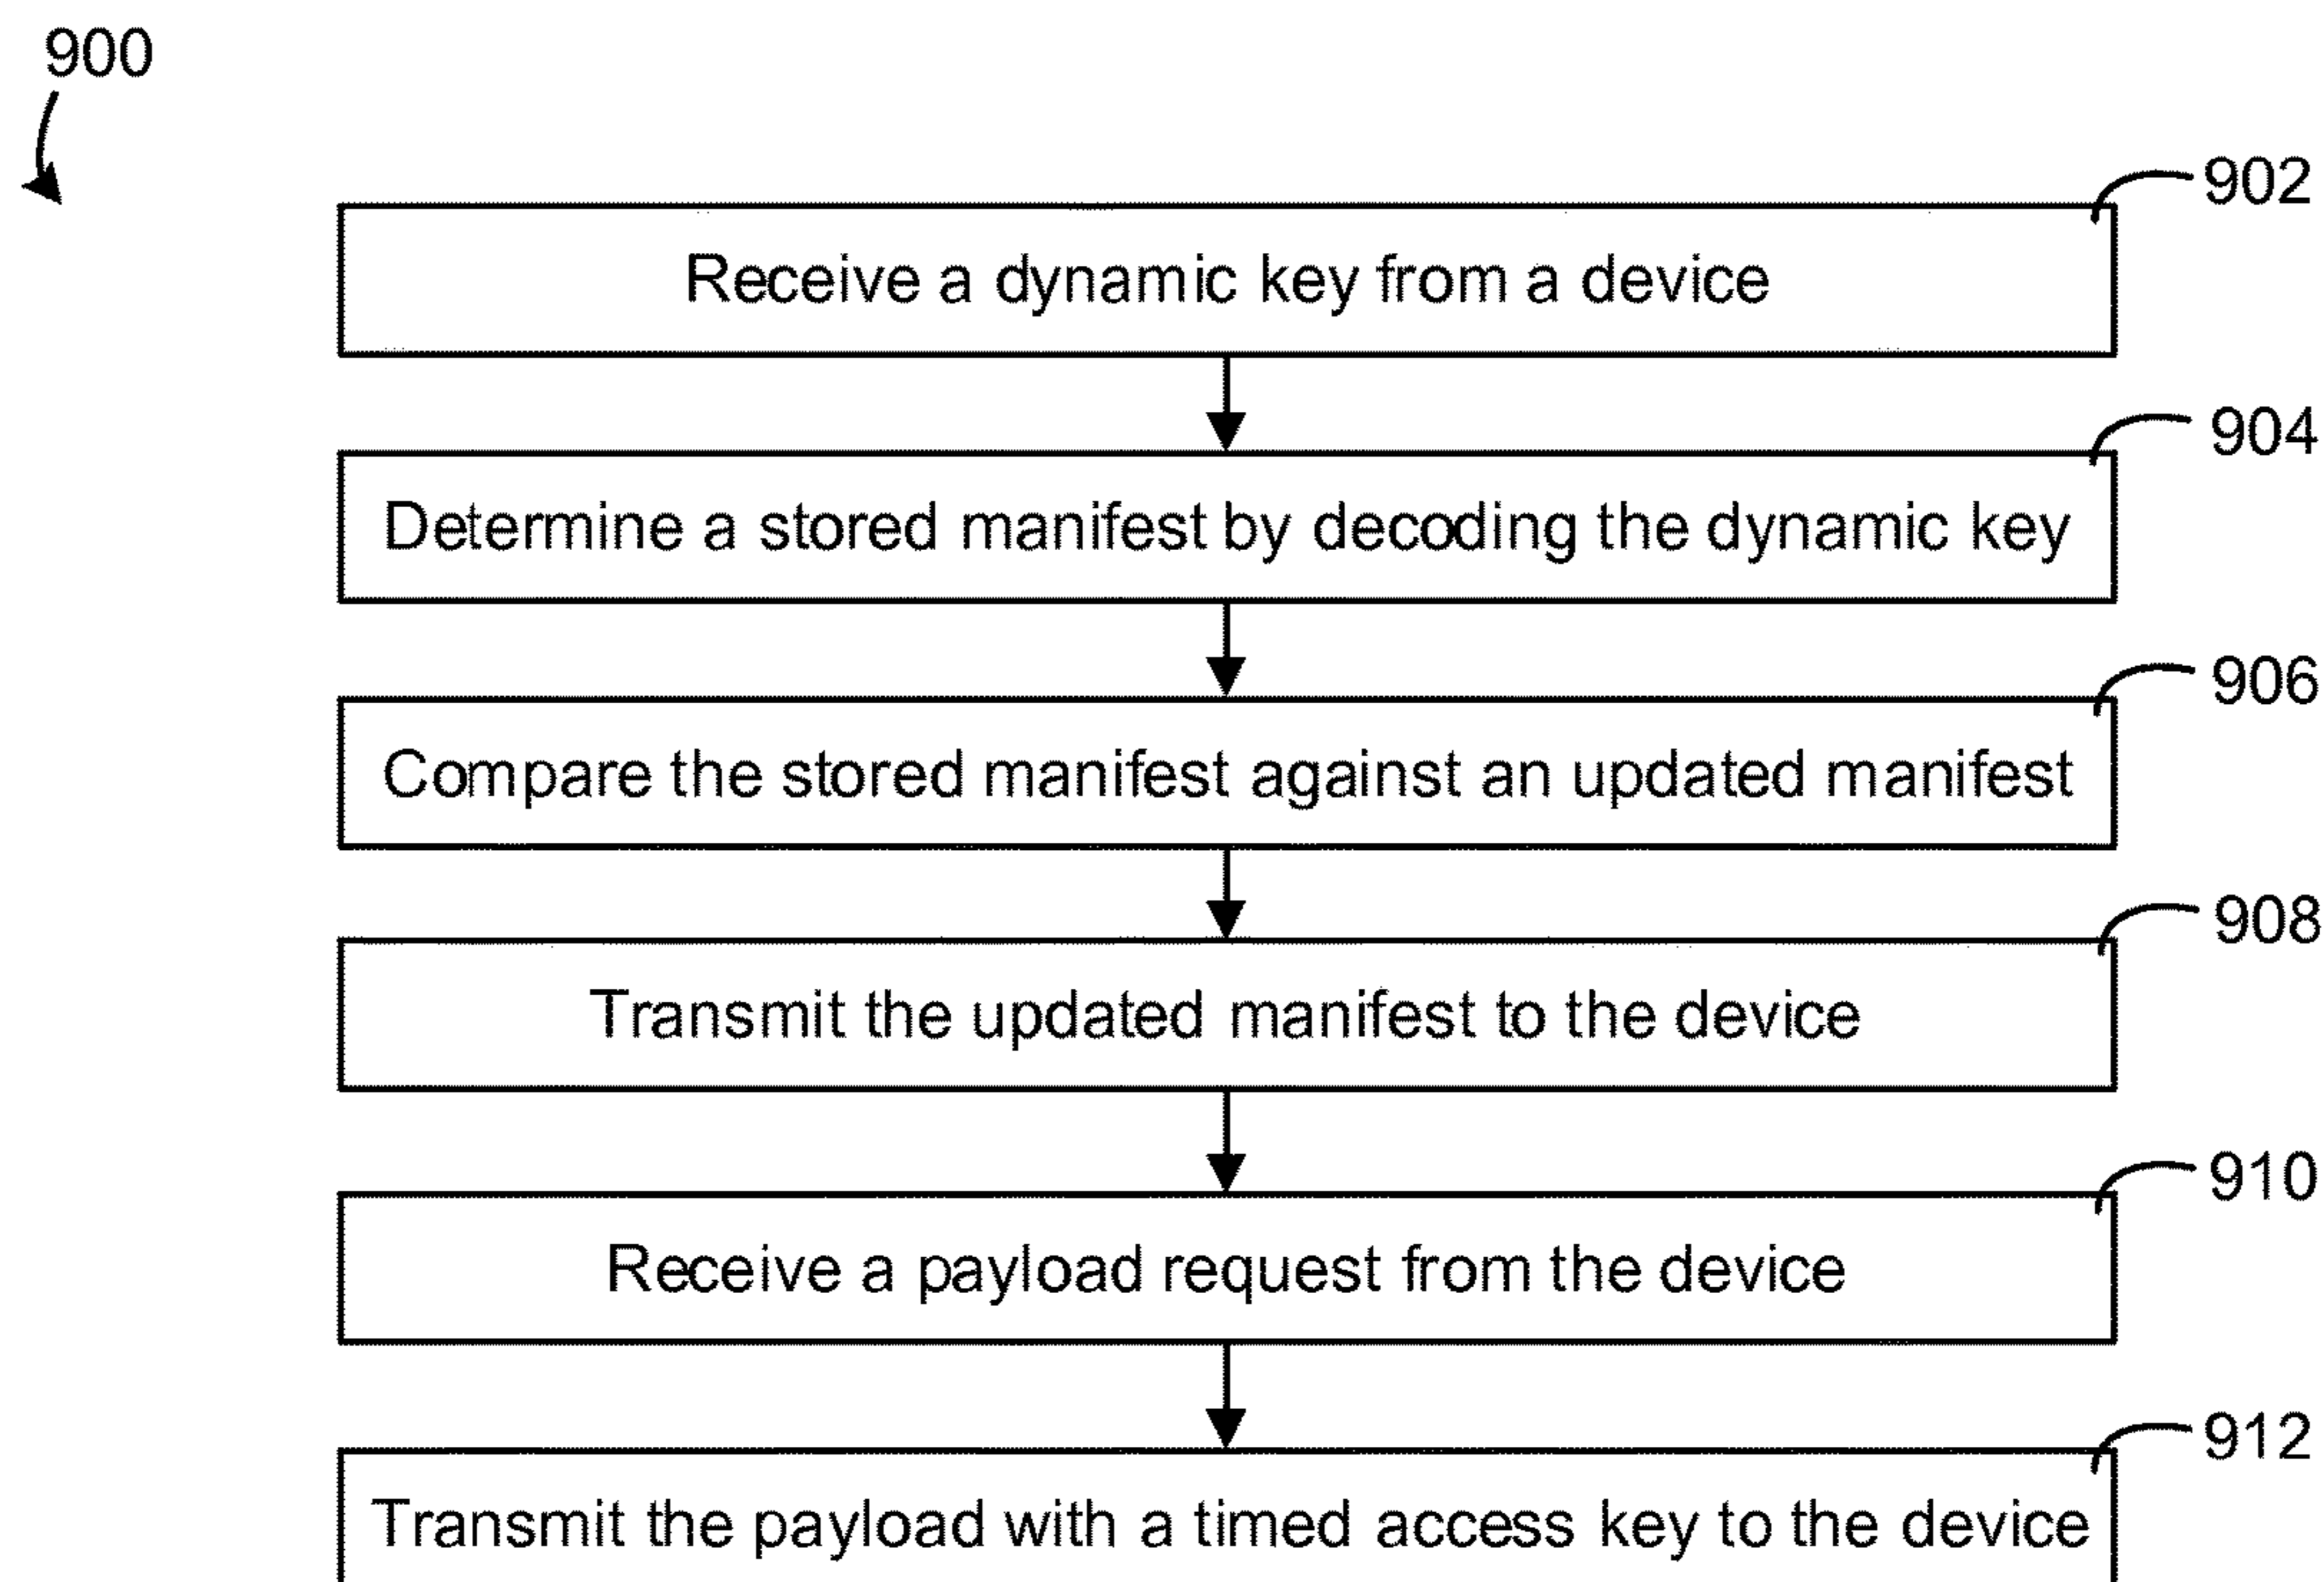 900
902
Receive a dynamic key from a device
904
Determine a stored manifest by decoding the dynamic key
906
Compare the stored manifest against an updated manifest
908
Transmit the updated manifest to the device
910
Receive a payload request from the device
912
Transmit the payload with a timed access key to the device